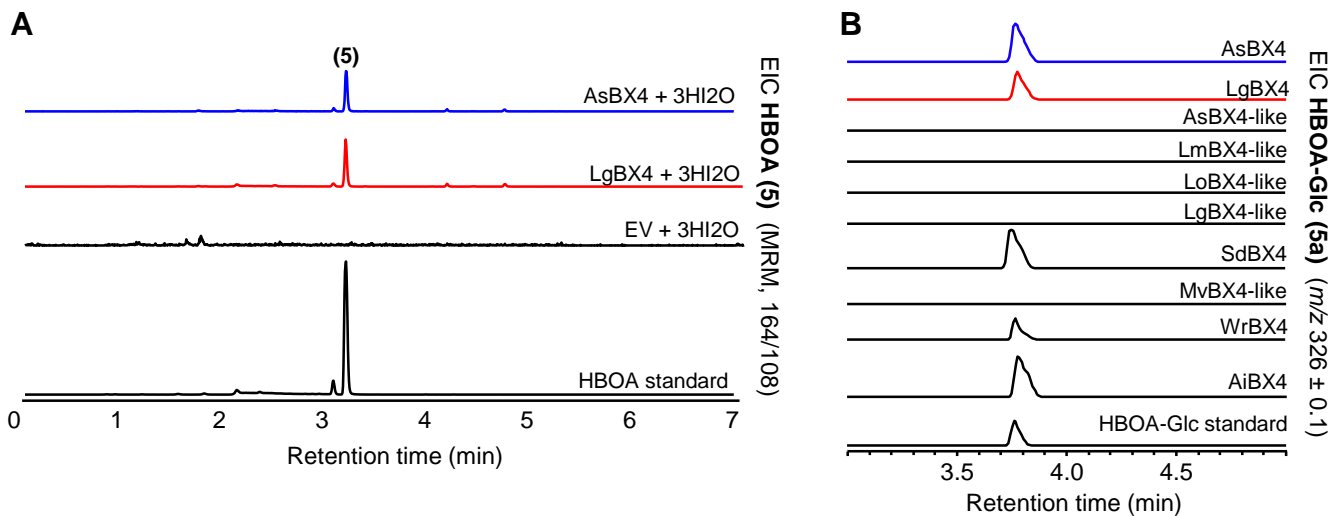 A
(5)
AsBX4 + 3HI2O
LgBX4 + 3HI2O
EV + 3HI2O
HBOA standard
0 1 2 3 4 5 6 7
Retention time (min)
EIC HBOA (5) (MRM, 164/108)
B
AsBX4
LgBX4
AsBX4-like
LmBX4-like
LoBX4-like
LgBX4-like
SdBX4
MvBX4-like
WrBX4
AiBX4
HBOA-Glc standard
3.5 4.0 4.5
Retention time (min)
EIC HBOA-Glc (5a) (m/z 326 ± 0.1)